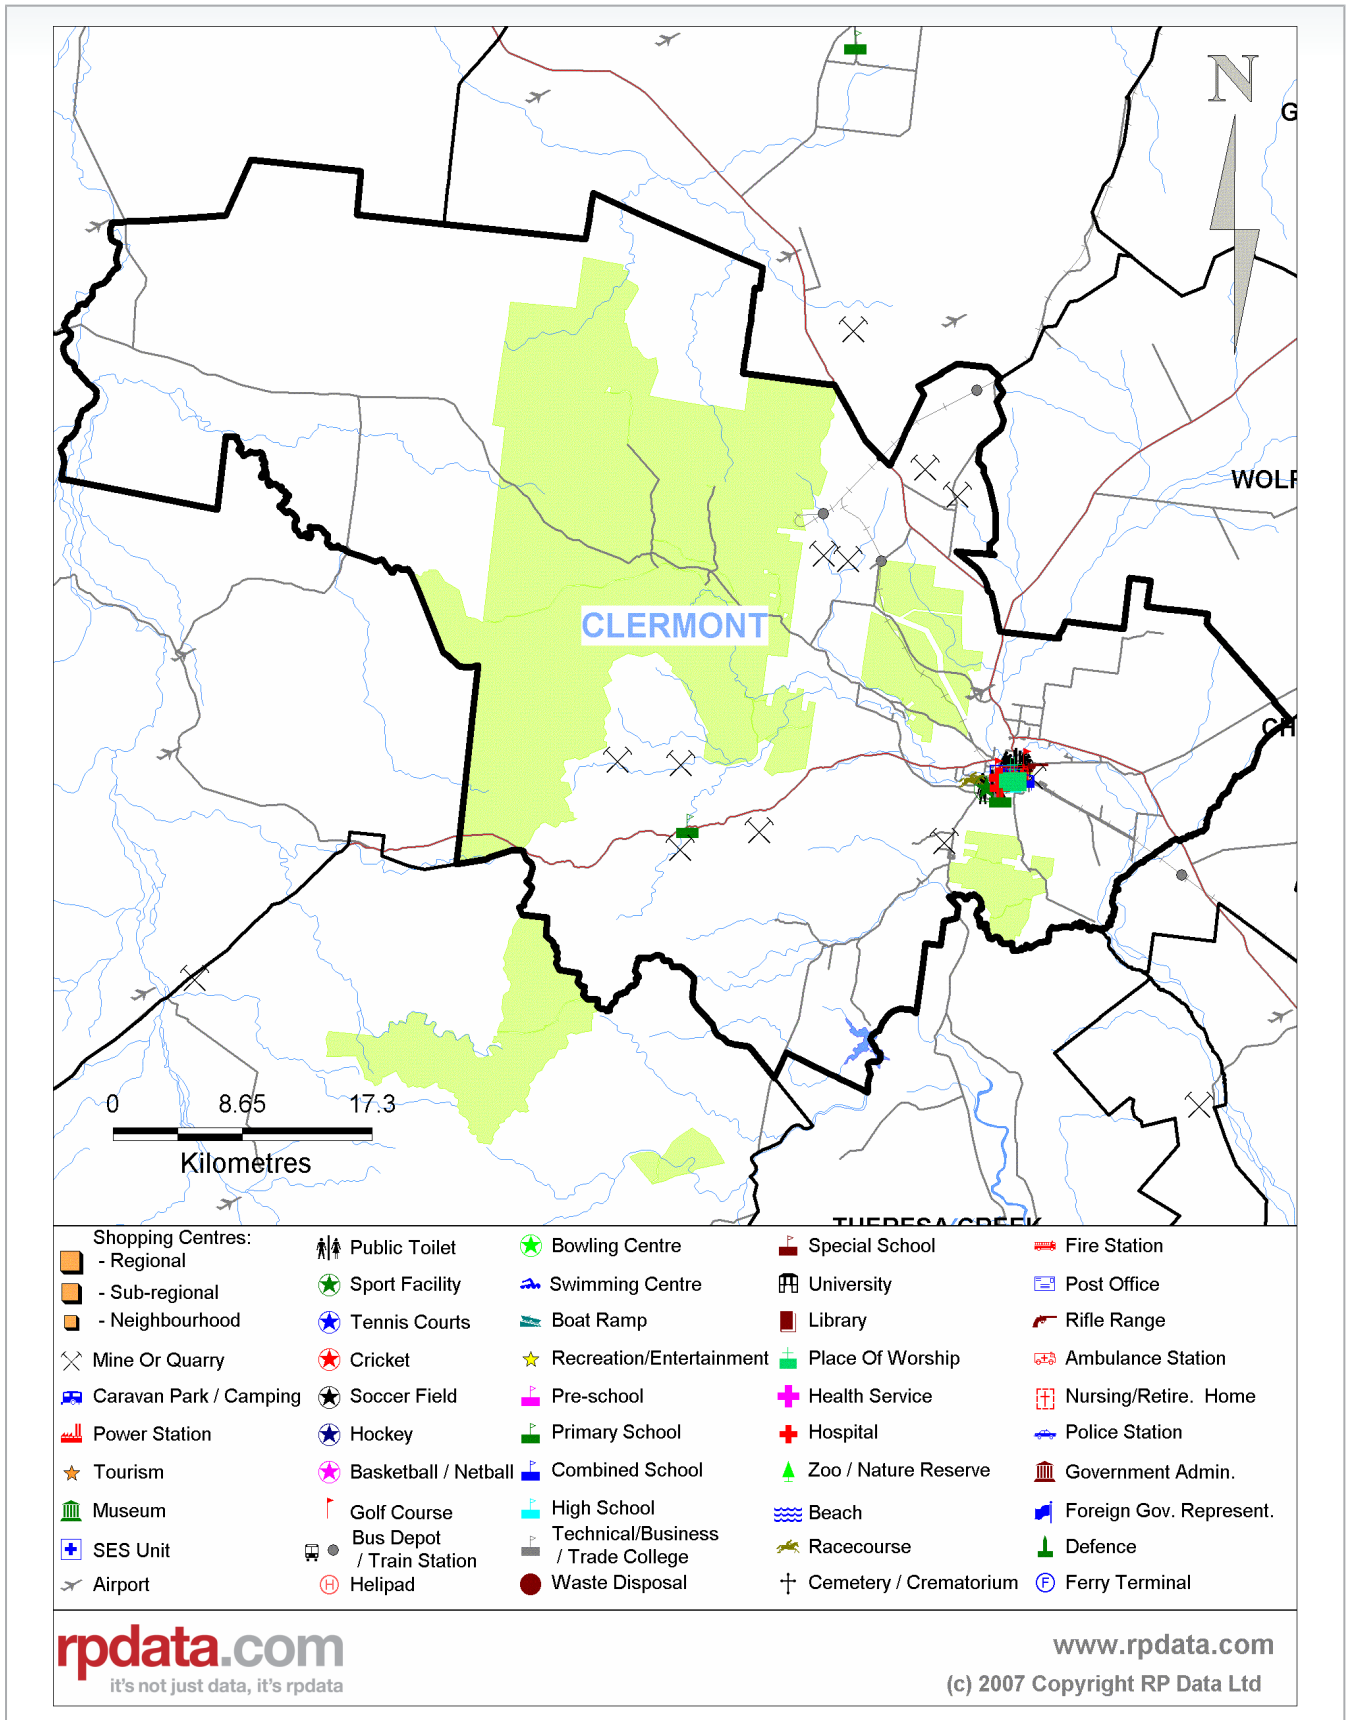 N
G
WOLF
CLERMONT
CH
0 8.65 17.3
Kilometres
THERESA CREEK
Shopping Centres:
- Regional
- Sub-regional
- Neighbourhood
Mine Or Quarry
Caravan Park / Camping
Power Station
Tourism
Museum
SES Unit
Airport
Public Toilet
Sport Facility
Tennis Courts
Cricket
Soccer Field
Hockey
Basketball / Netball
Golf Course
Bus Depot
/ Train Station
H Helipad
Bowling Centre
Swimming Centre
Boat Ramp
Recreation/Entertainment
Pre-school
Primary School
Combined School
High School
Technical/Business
/ Trade College
Waste Disposal
Special School
University
Library
Place Of Worship
Health Service
Hospital
Zoo / Nature Reserve
Beach
Racecourse
Cemetery / Crematorium
Fire Station
Post Office
Rifle Range
Ambulance Station
Nursing/Retire. Home
Police Station
Government Admin.
Foreign Gov. Represent.
Defence
F Ferry Terminal
rpdata.com
it's not just data, it's rpdata
www.rpdata.com
(c) 2007 Copyright RP Data Ltd